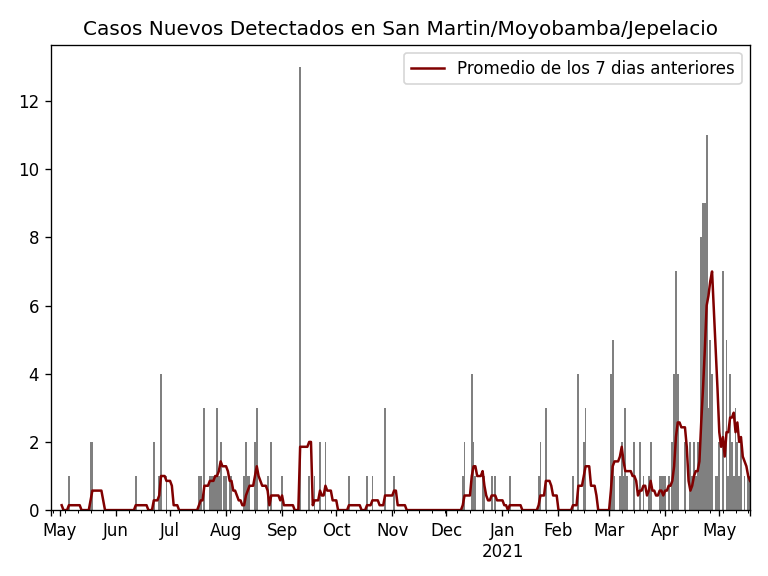 Casos Nuevos Detectados en San Martin/Moyobamba/Jepelacio
Promedio de los 7 dias anteriores
12
10
8
6
4
2
0
May Jun Jul Aug Sep Oct Nov Dec Jan Feb Mar Apr May
2021